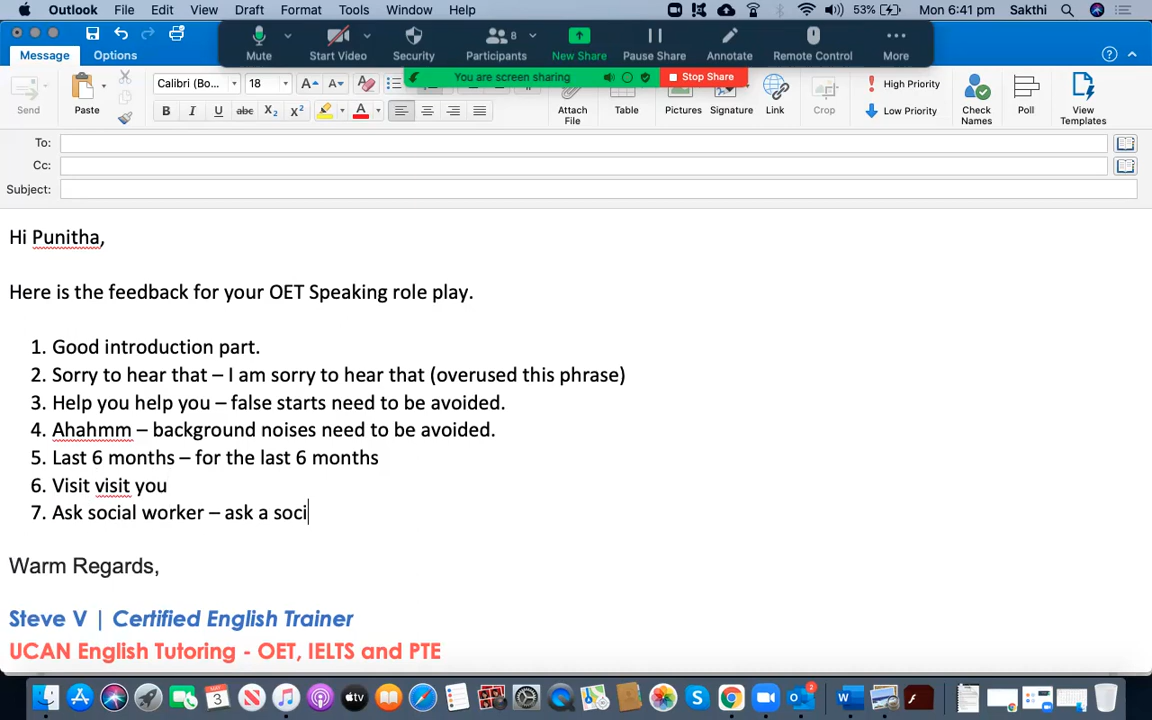 Outlook File Edit View Draft Format Tools Window Help 53% Mon 6:41 pm Sakthi
Mute Start Video Security Participants 8 New Share Pause Share Annotate Remote Control More
You are screen sharing Stop Share
Message Options
Send Paste Calibri (Bo... 18 Attach File Table Pictures Signature Link Crop High Priority Low Priority Check Names Poll View Templates
B I U abc X2 X2 A
To:
Cc:
Subject:
Hi Punitha,
Here is the feedback for your OET Speaking role play.
1. Good introduction part.
2. Sorry to hear that – I am sorry to hear that (overused this phrase)
3. Help you help you – false starts need to be avoided.
4. Ahahmm – background noises need to be avoided.
5. Last 6 months – for the last 6 months
6. Visit visit you
7. Ask social worker – ask a soci
Warm Regards,
Steve V | Certified English Trainer
UCAN English Tutoring - OET, IELTS and PTE